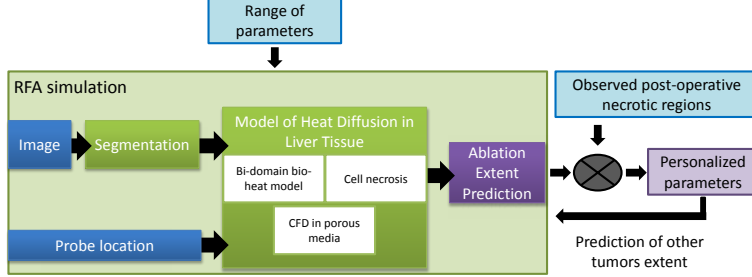 Range of
parameters
RFA simulation
Observed post-operative
necrotic regions
Image
Segmentation
Model of Heat Diffusion in
Liver Tissue
Bi-domain bio-
heat model
Cell necrosis
CFD in porous
media
Ablation
Extent
Prediction
Personalized
parameters
Probe location
Prediction of other
tumors extent